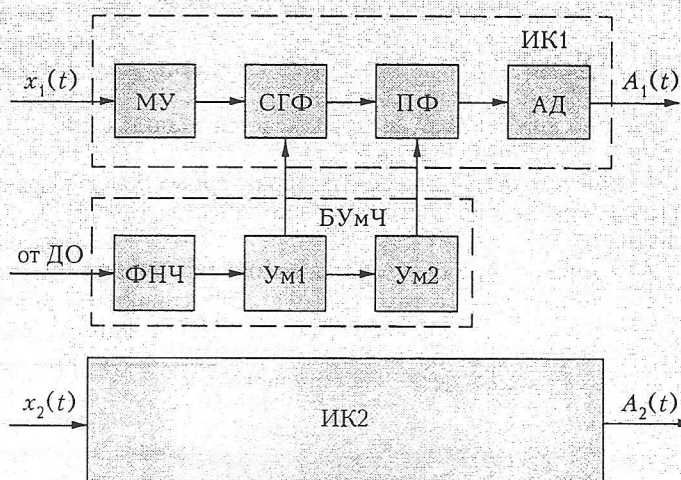 ИК1
x₁(t)
МУ
СГФ
ПФ
АД
A₁(t)
БУмЧ
от ДО
ФНЧ
Ум1
Ум2
x₂(t)
ИК2
A₂(t)